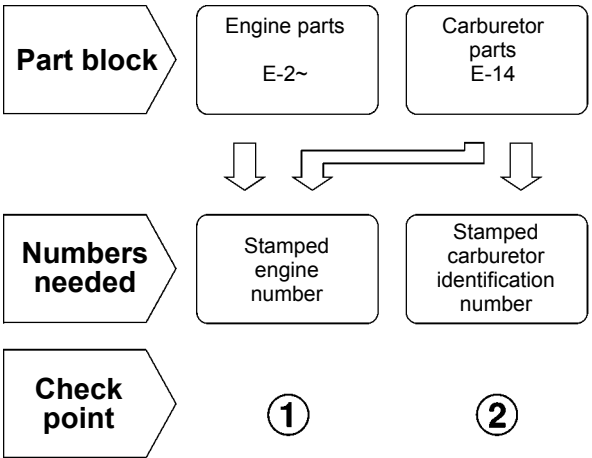 Part block
Engine parts
E-2~
Carburetor
parts
E-14
Numbers
needed
Stamped
engine
number
Stamped
carburetor
identification
number
Check
point
①
②